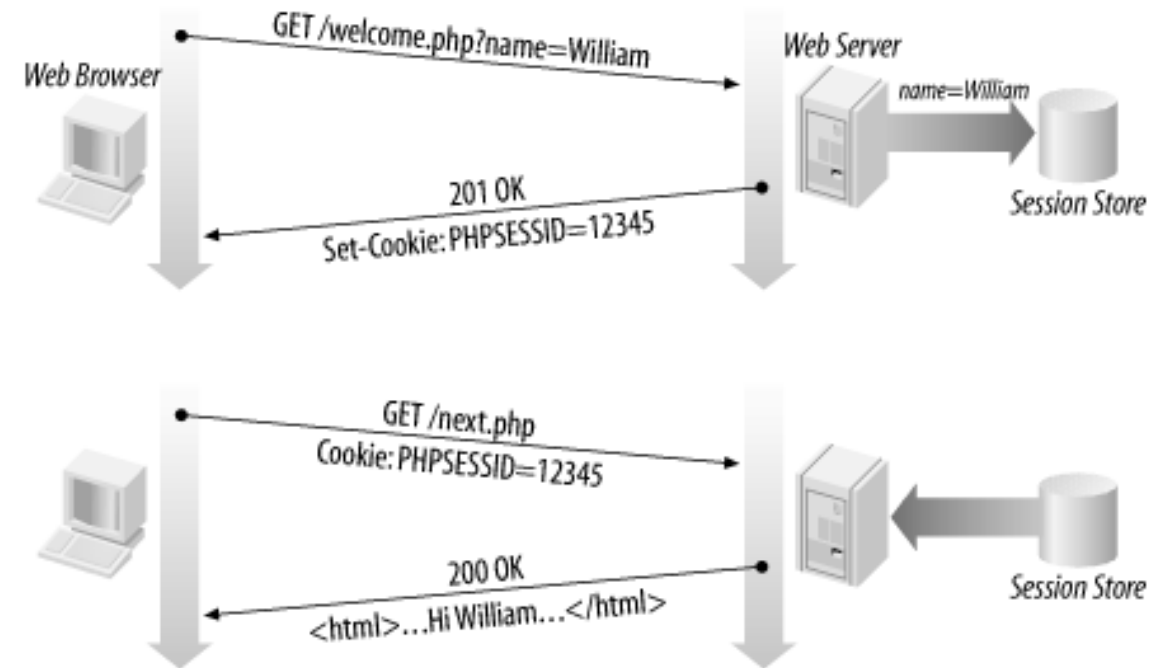 GET /welcome.php?name=William
Web Browser
Web Server
name=William
Session Store
201 OK
Set-Cookie: PHPSESSID=12345
GET /next.php
Cookie: PHPSESSID=12345
Session Store
200 OK
<html>...Hi William...</html>